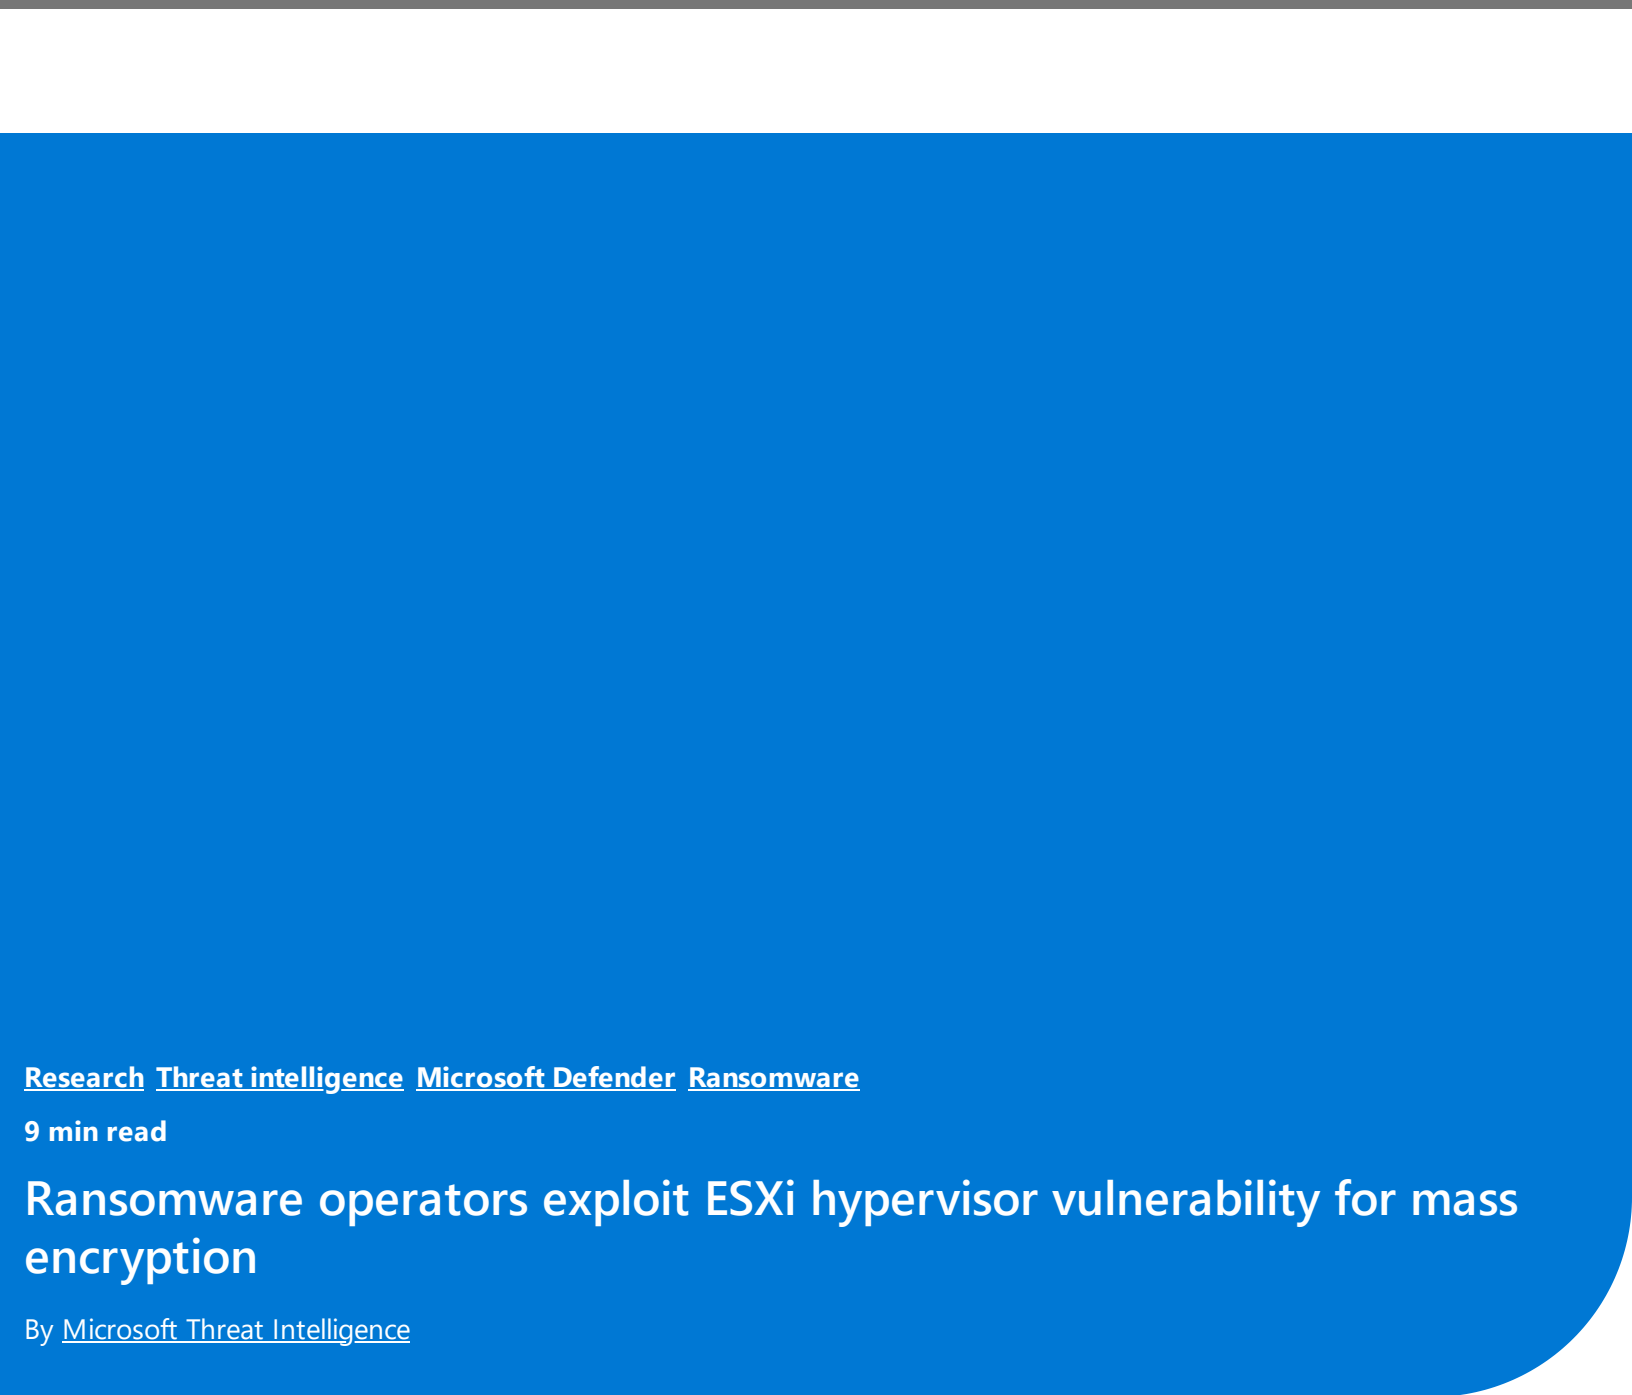 Research Threat intelligence Microsoft Defender Ransomware
9 min read
Ransomware operators exploit ESXi hypervisor vulnerability for mass
encryption
By Microsoft Threat Intelligence